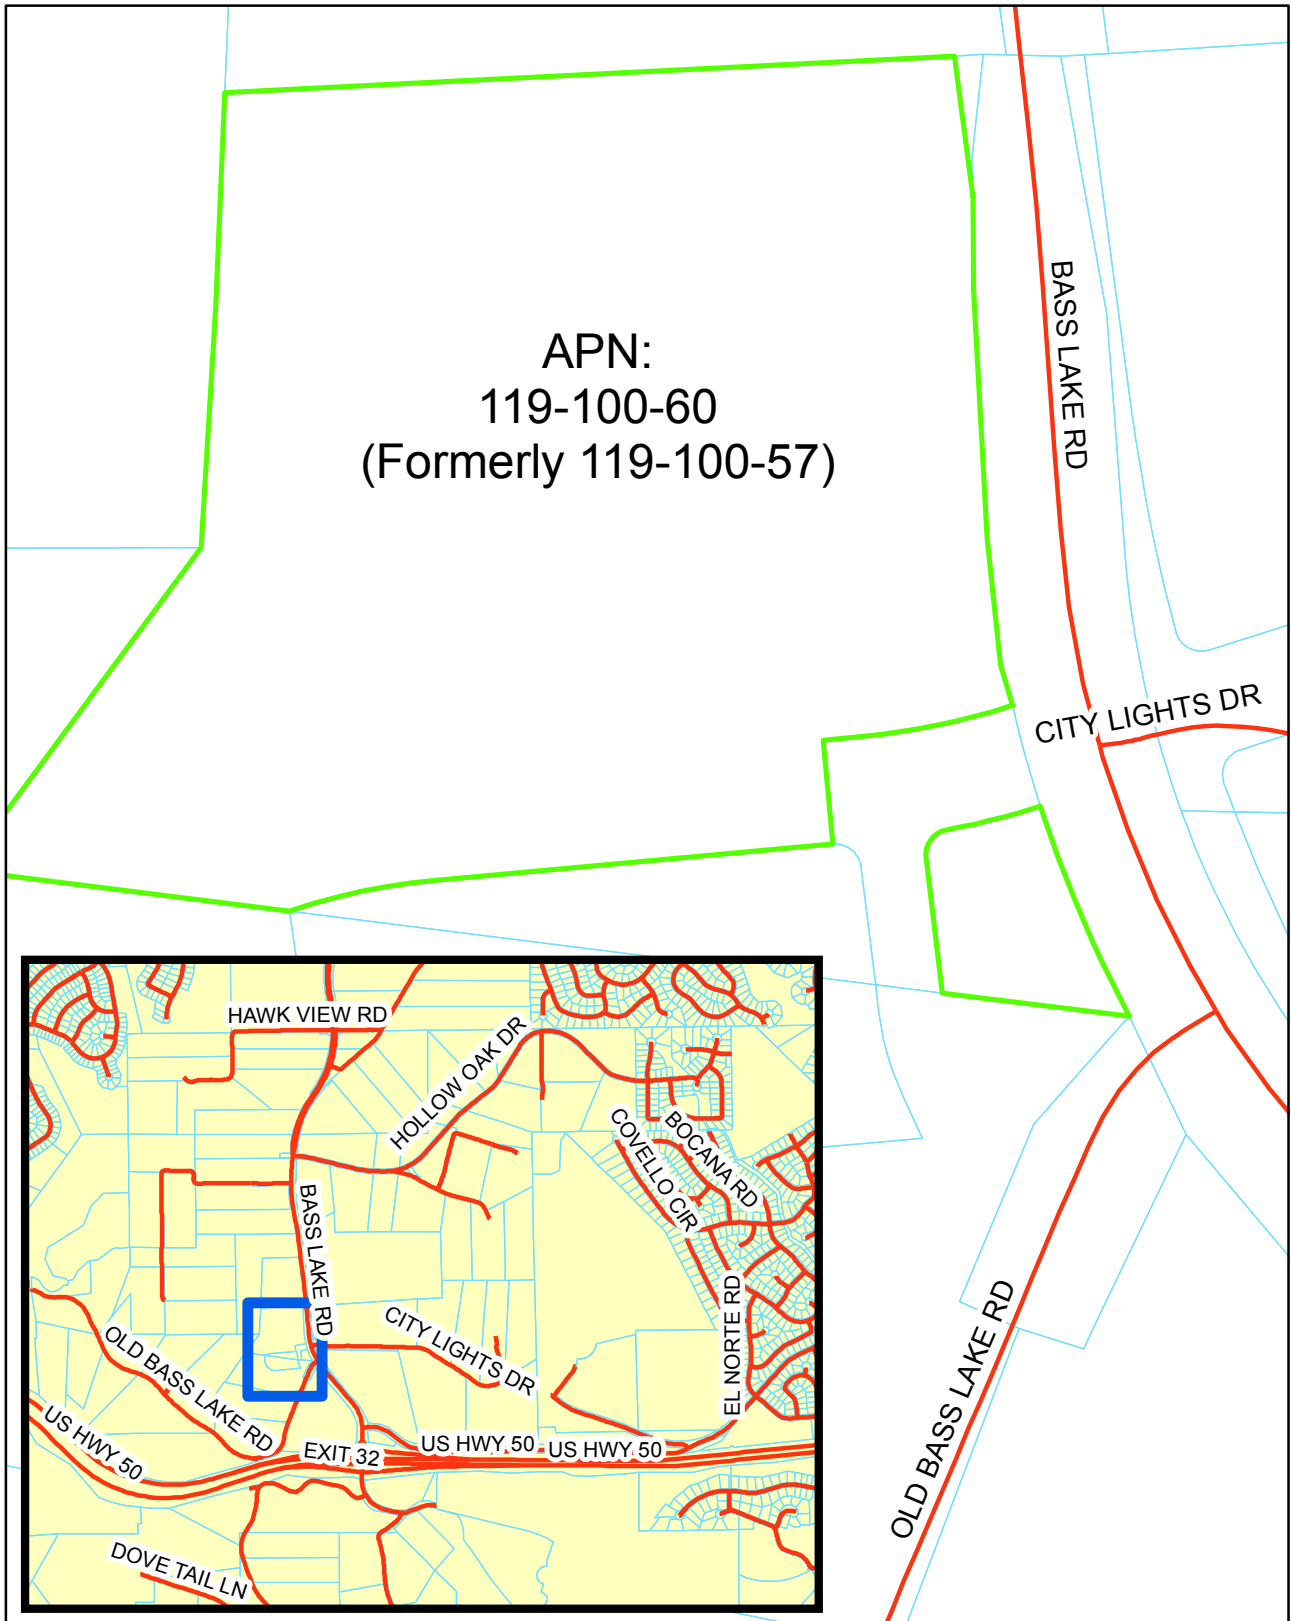 APN:
119-100-60
(Formerly 119-100-57)
BASS LAKE RD
CITY LIGHTS DR
OLD BASS LAKE RD
HAWK VIEW RD
HOLLOW OAK DR
BOCANA RD
COVELLO CIR
BASS LAKE RD
EL NORTE RD
CITY LIGHTS DR
OLD BASS LAKE RD
US HWY 50
EXIT 32
US HWY 50
US HWY 50
DOVE TAIL LN